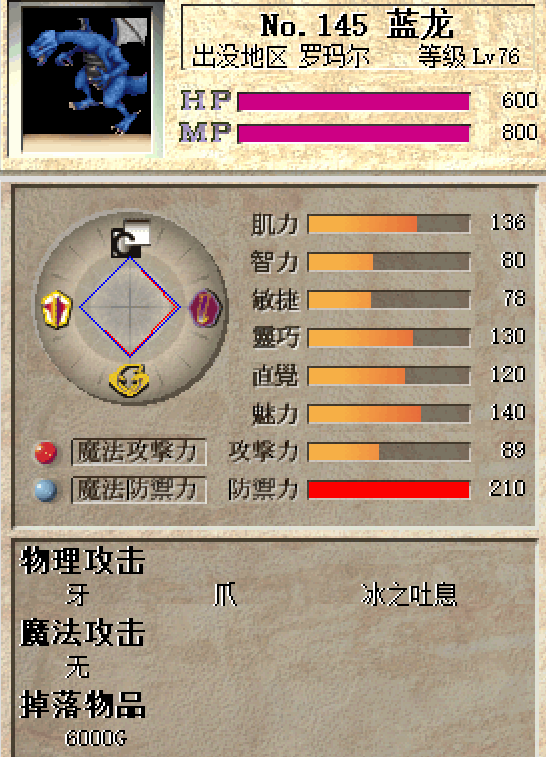 No. 145 蓝龙
出没地区 罗玛尔 等级 Lv76
HP 600
MP 800
肌力 136
智力 80
敏捷 78
靈巧 130
直覺 120
魅力 140
魔法攻撃力 攻撃力 89
魔法防禦力 防禦力 210
物理攻击
牙 爪 冰之吐息
魔法攻击
无
掉落物品
6000G